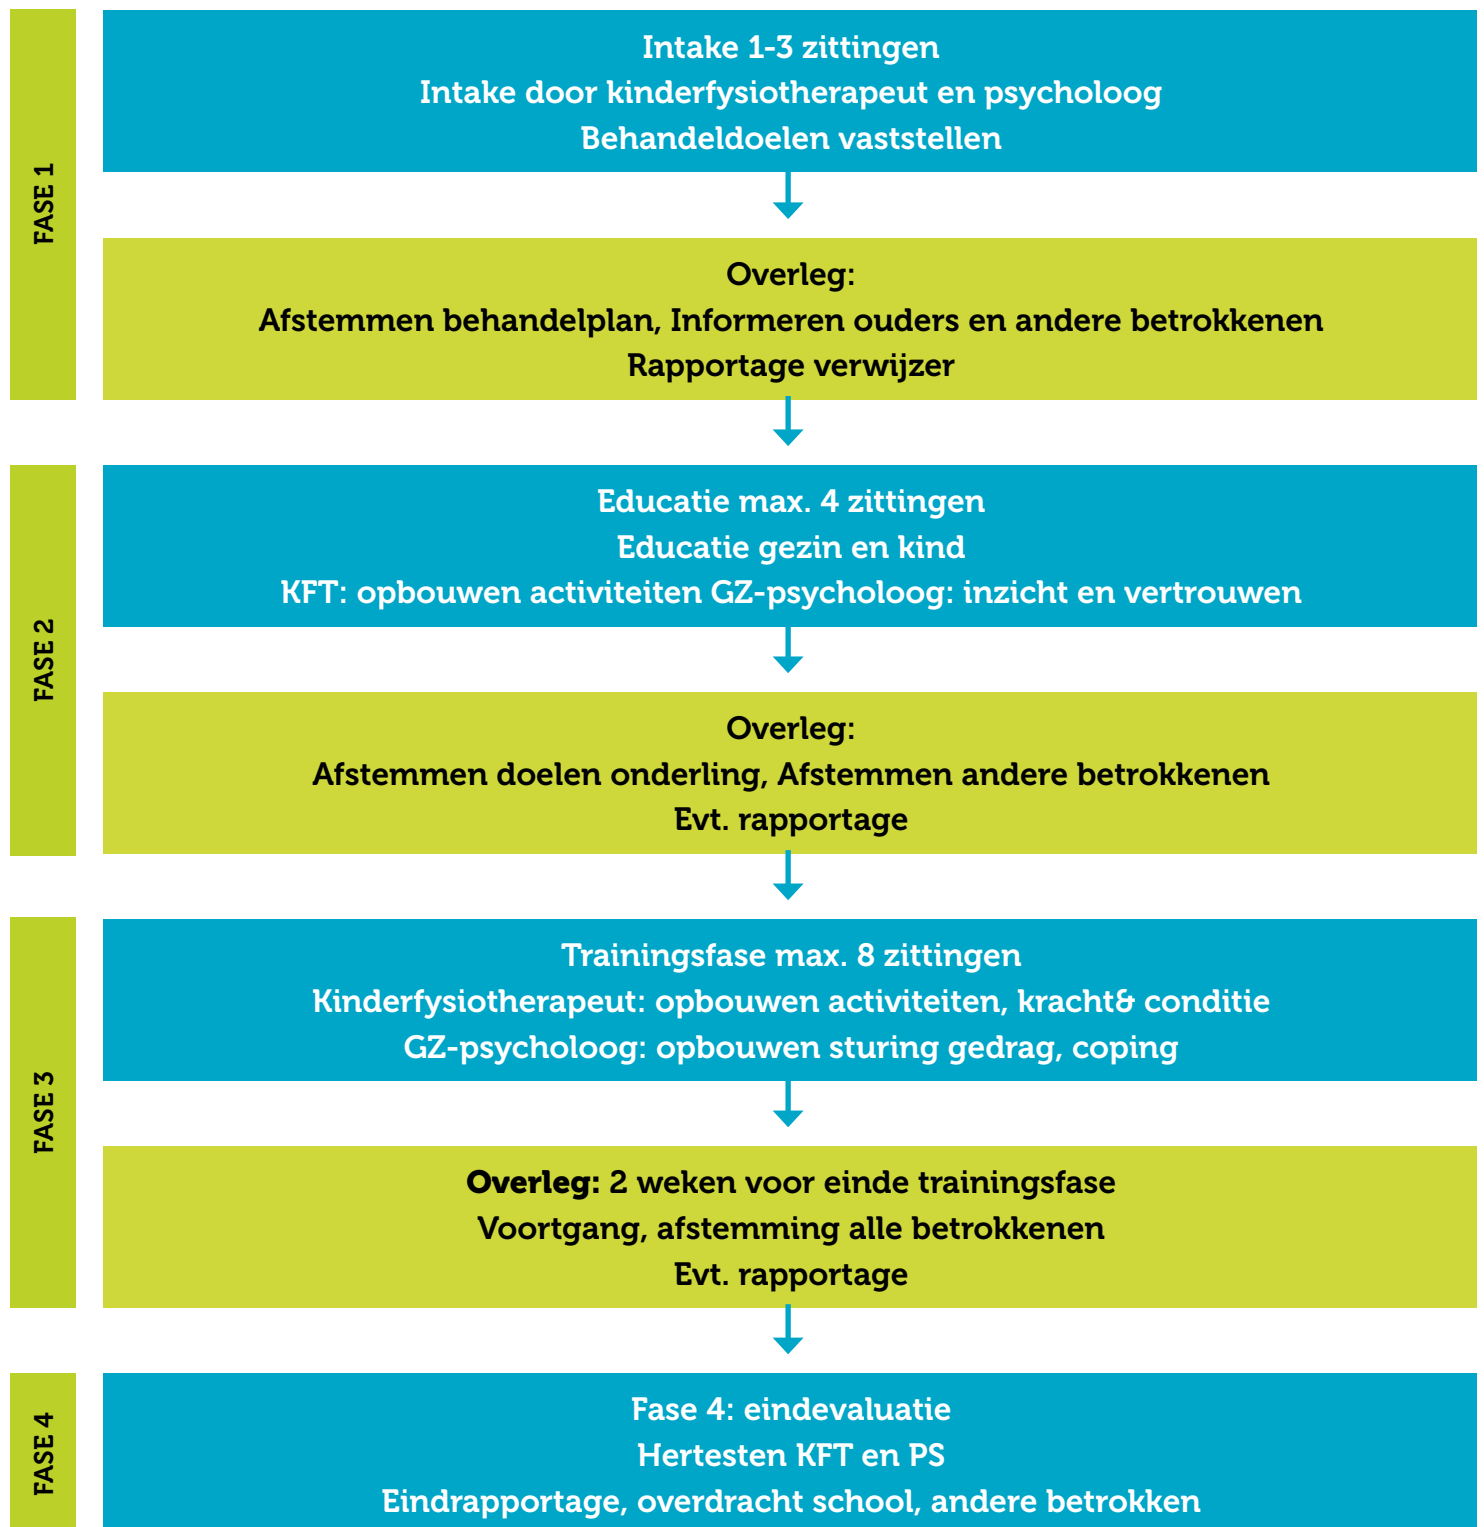 FASE 1
Intake 1-3 zittingen
Intake door kinderfysiotherapeut en psycholoog
Behandeldoelen vaststellen
Overleg:
Afstemmen behandelplan, Informeren ouders en andere betrokkenen
Rapportage verwijzer
FASE 2
Educatie max. 4 zittingen
Educatie gezin en kind
KFT: opbouwen activiteiten GZ-psycholoog: inzicht en vertrouwen
Overleg:
Afstemmen doelen onderling, Afstemmen andere betrokkenen
Evt. rapportage
FASE 3
Trainingsfase max. 8 zittingen
Kinderfysiotherapeut: opbouwen activiteiten, kracht& conditie
GZ-psycholoog: opbouwen sturing gedrag, coping
Overleg: 2 weken voor einde trainingsfase
Voortgang, afstemming alle betrokkenen
Evt. rapportage
FASE 4
Fase 4: eindevaluatie
Hertesten KFT en PS
Eindrapportage, overdracht school, andere betrokken